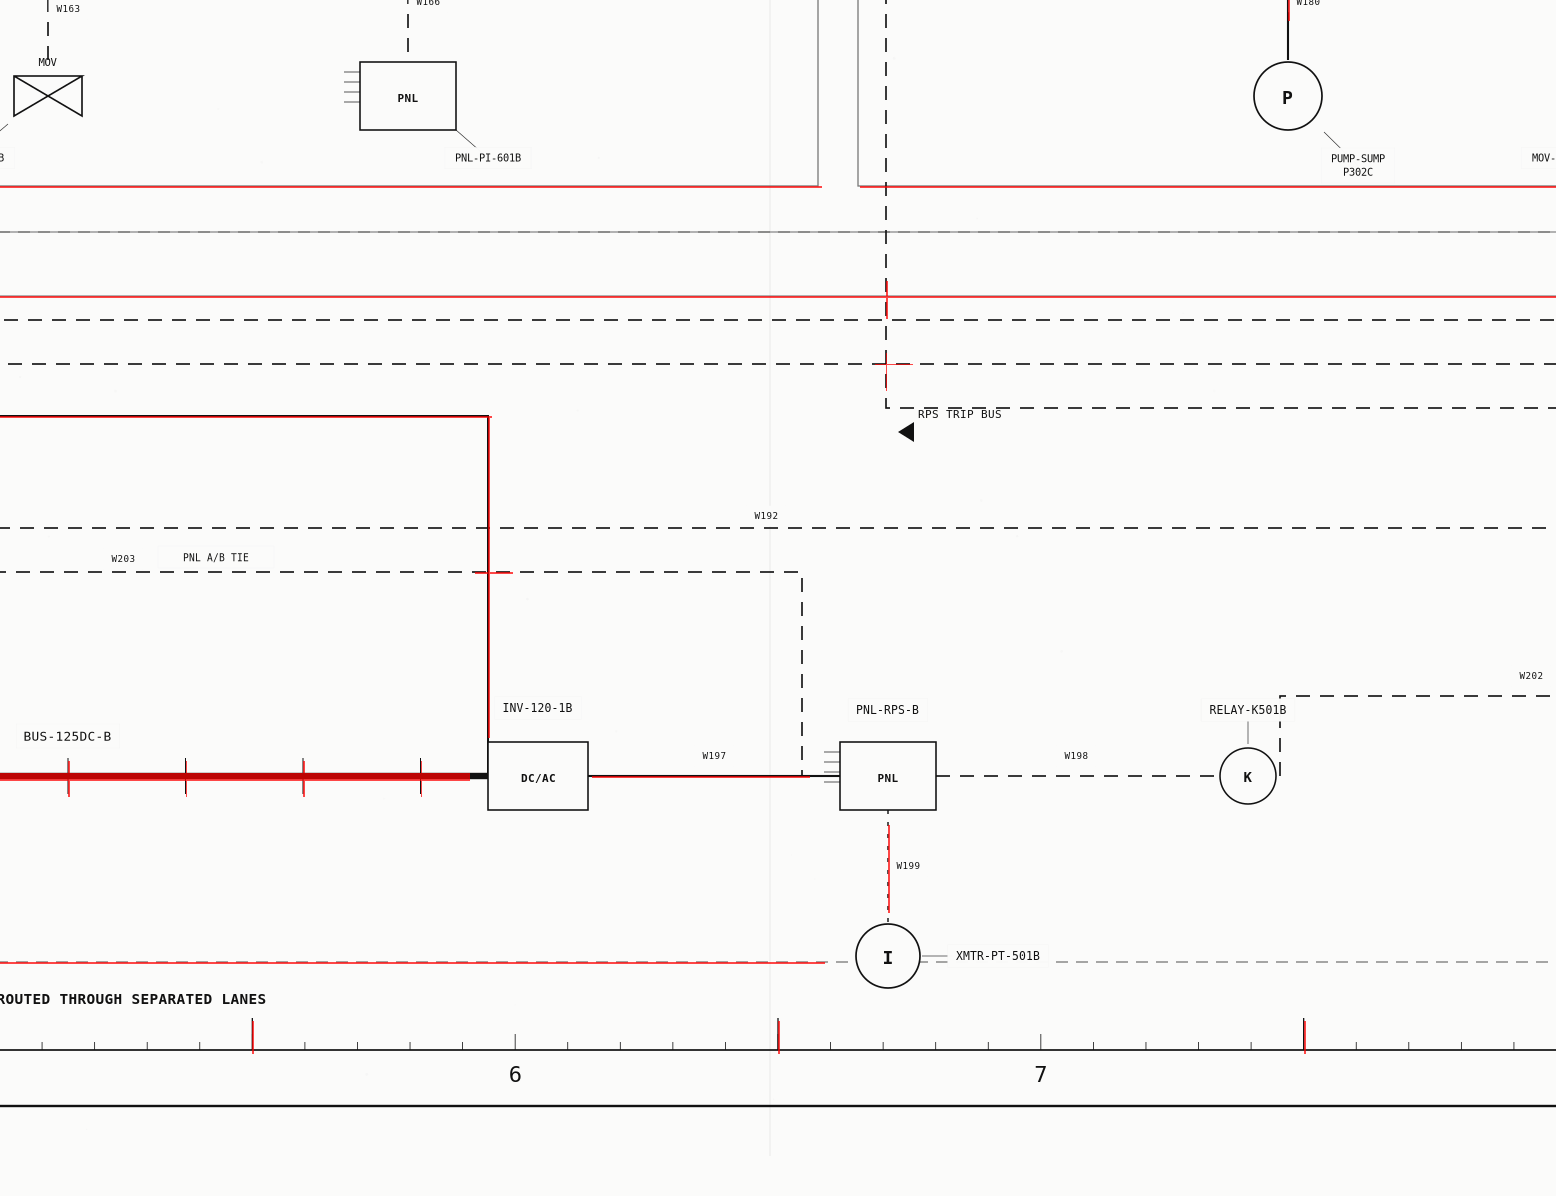 W163
W166
W180
MOV
PNL
P
B
PNL-PI-601B
PUMP-SUMP
P302C
MOV-
RPS TRIP BUS
W192
W203
PNL A/B TIE
W202
INV-120-1B
PNL-RPS-B
RELAY-K501B
BUS-125DC-B
W197
W198
DC/AC
PNL
K
W199
I
XMTR-PT-501B
ROUTED THROUGH SEPARATED LANES
6
7